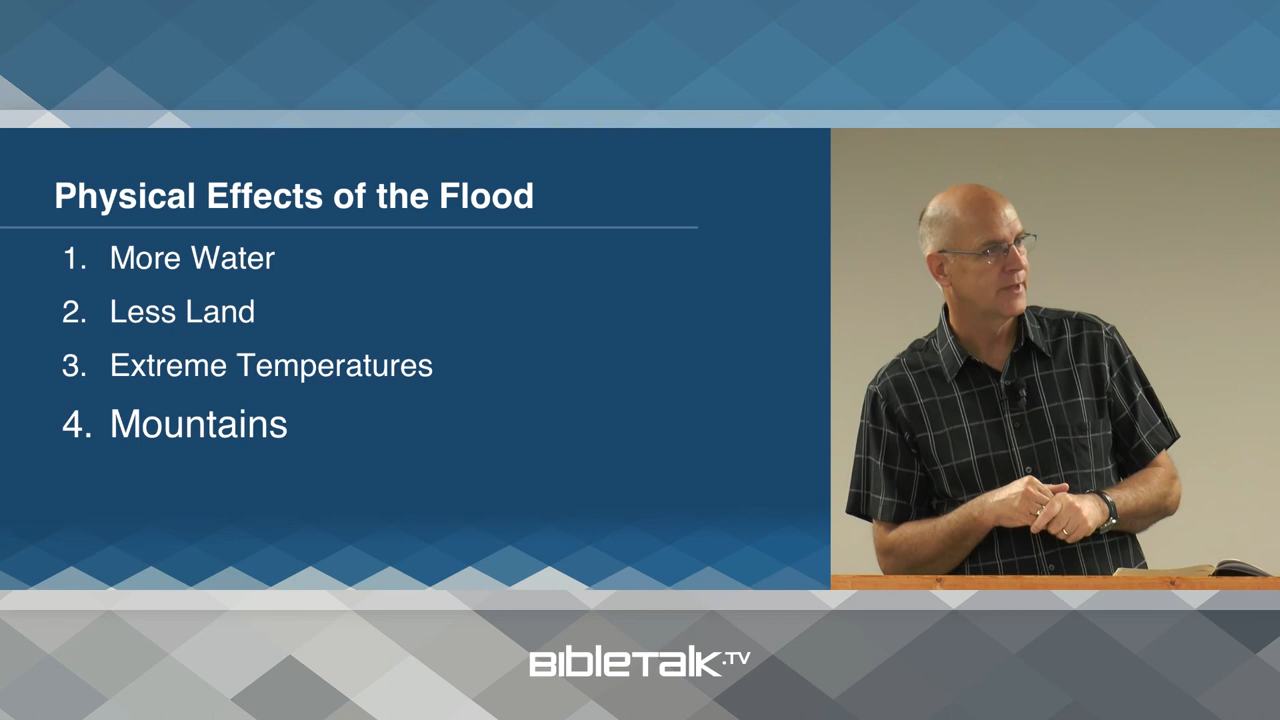 Physical Effects of the Flood
1. More Water
2. Less Land
3. Extreme Temperatures
4. Mountains
BibleTalk.TV